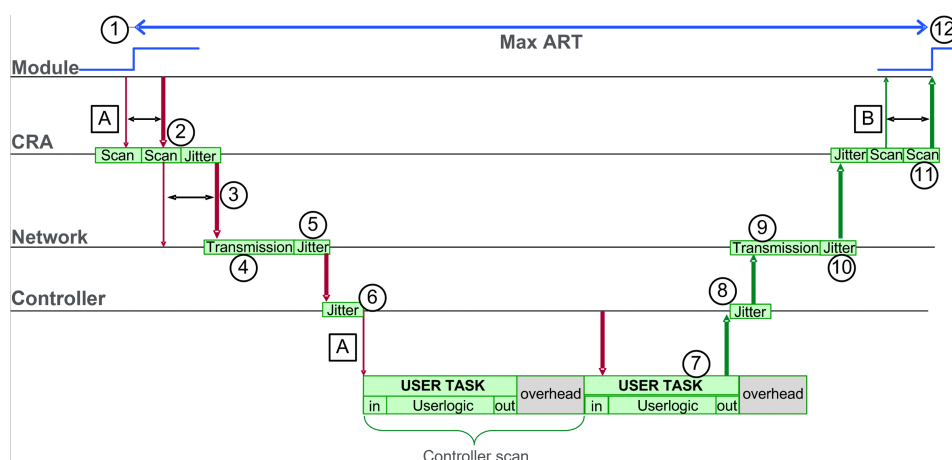 1
12
Max ART
Module
A
B
2
CRA
Scan Scan Jitter
Jitter Scan Scan
11
3
5
9
Network
Transmission Jitter
Transmission Jitter
4
10
8
6
Controller
Jitter
Jitter
A
7
USER TASK
overhead
USER TASK
overhead
in Userlogic out
in Userlogic out
Controller scan